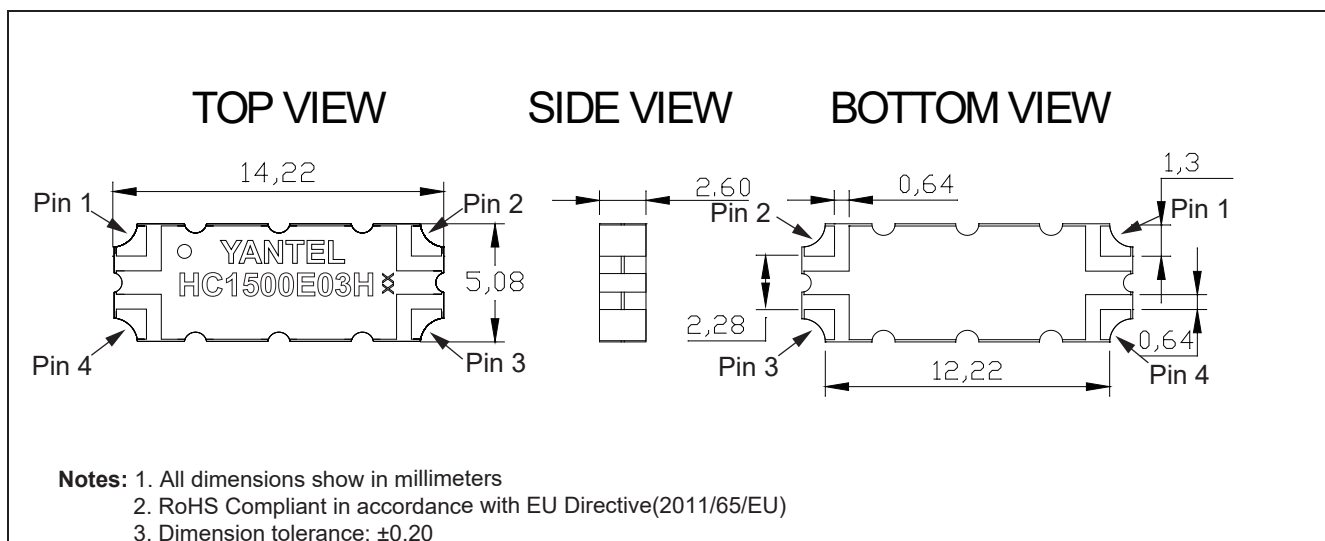 TOP VIEW
SIDE VIEW
BOTTOM VIEW
14,22
2.60
0,64
1,3
Pin 1
Pin 2
Pin 2
Pin 1
YANTEL
HC1500E03H XX
5,08
2,28
0,64
Pin 4
Pin 3
Pin 3
12,22
Pin 4
Notes: 1. All dimensions show in millimeters
2. RoHS Compliant in accordance with EU Directive(2011/65/EU)
3. Dimension tolerance: ±0.20